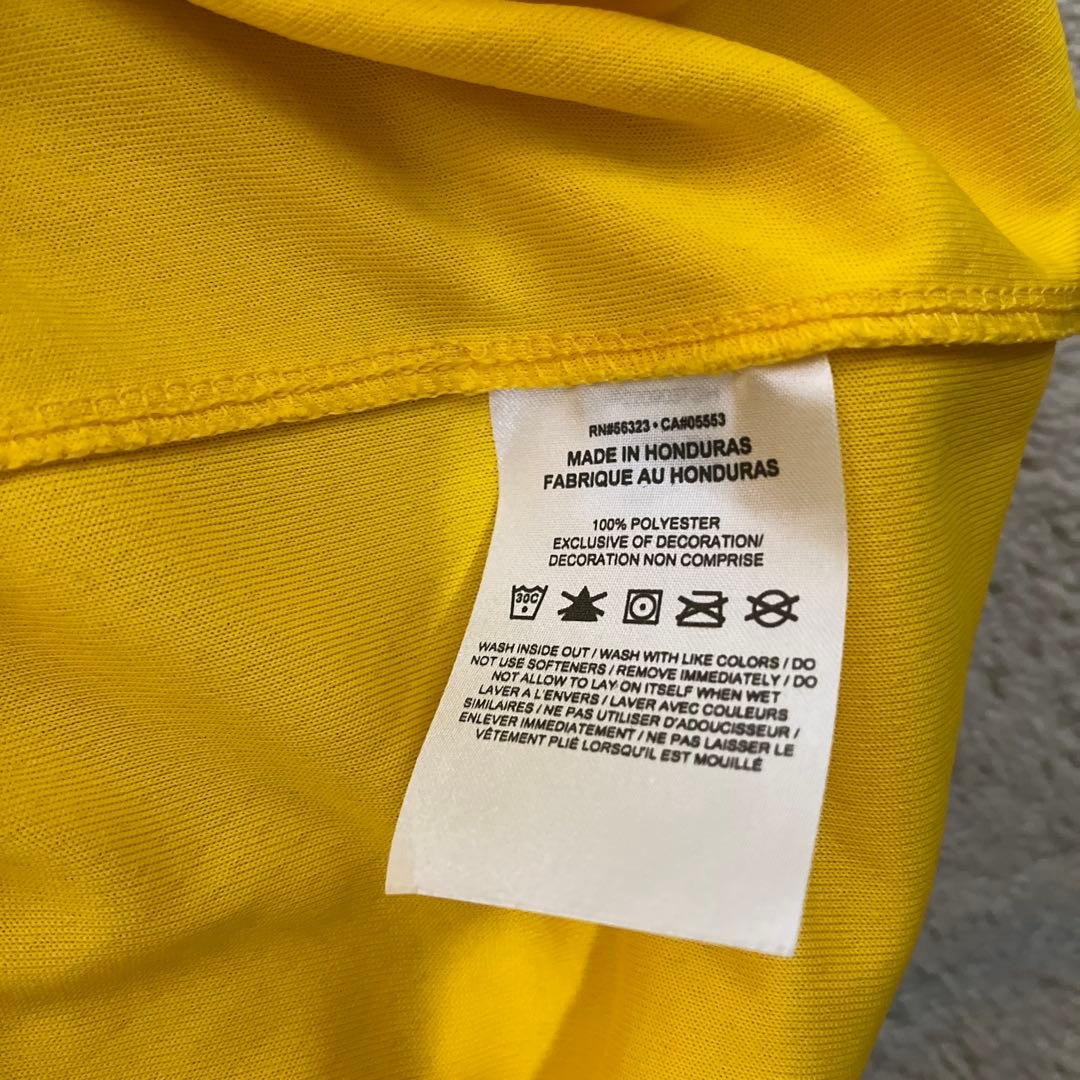 RN#56323 • CA#05553
MADE IN HONDURAS
FABRIQUE AU HONDURAS
100% POLYESTER
EXCLUSIVE OF DECORATION/
DECORATION NON COMPRISE
30C
WASH INSIDE OUT / WASH WITH LIKE COLORS / DO
NOT USE SOFTENERS / REMOVE IMMEDIATELY / DO
NOT ALLOW TO LAY ON ITSELF WHEN WET
LAVER A L'ENVERS / LAVER AVEC COULEURS
SIMILAIRES / NE PAS UTILISER D'ADOUCISSEUR /
ENLEVER IMMEDIATEMENT / NE PAS LAISSER LE
VÊTEMENT PLIÉ LORSQU'IL EST MOUILLÉ